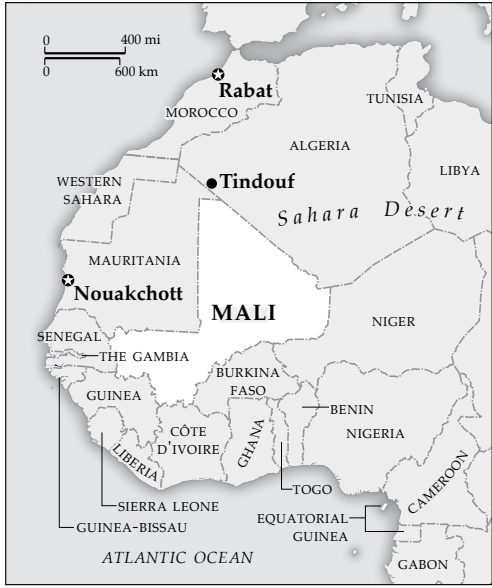 0 400 mi
0 600 km
Rabat
MOROCCO
TUNISIA
ALGERIA
LIBYA
Tindouf
WESTERN
SAHARA
Sahara Desert
MAURITANIA
Nouakchott
MALI
NIGER
SENEGAL
THE GAMBIA
BURKINA
FASO
GUINEA
BENIN
CÔTE
D'IVOIRE
GHANA
NIGERIA
LIBERIA
CAMEROON
TOGO
SIERRA LEONE
EQUATORIAL
GUINEA
GUINEA-BISSAU
ATLANTIC OCEAN
GABON